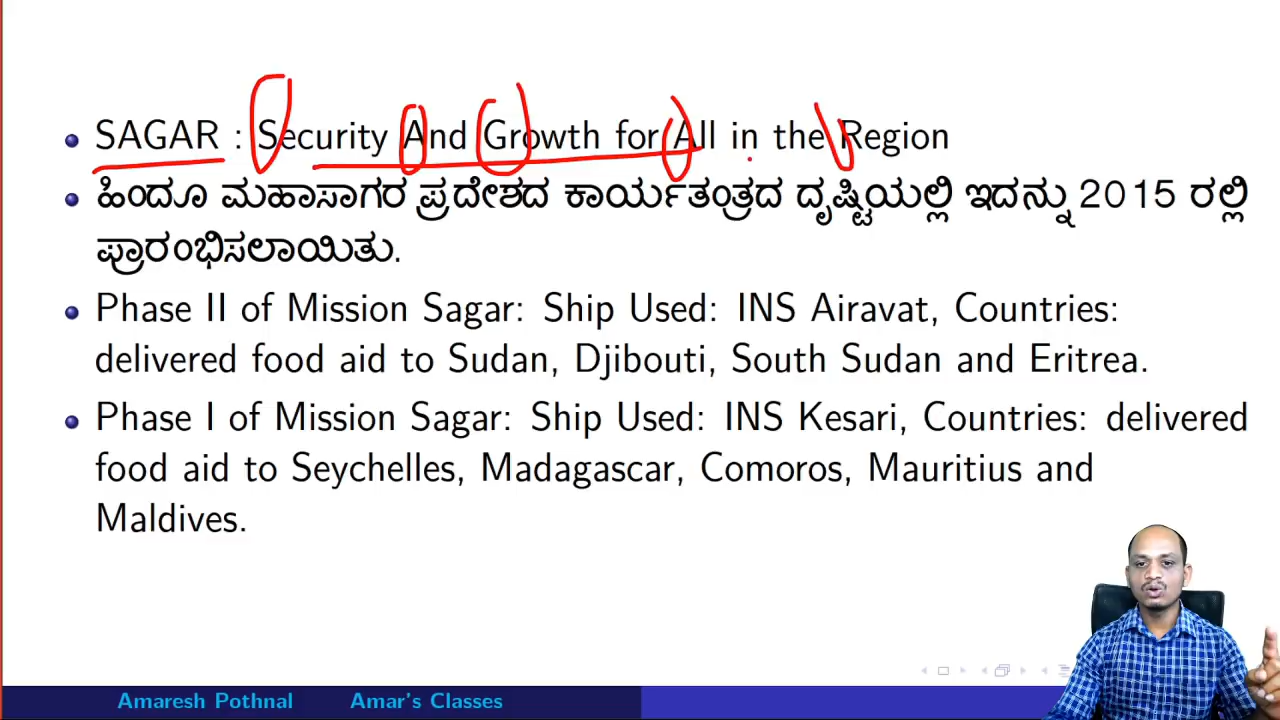 SAGAR : Security And Growth for All in the Region
ಹಿಂದೂ ಮಹಾಸಾಗರ ಪ್ರದೇಶದ ಕಾರ್ಯತಂತ್ರದ ದೃಷ್ಟಿಯಲ್ಲಿ ಇದನ್ನು 2015 ರಲ್ಲಿ
ಪ್ರಾರಂಭಿಸಲಾಯಿತು.
Phase II of Mission Sagar: Ship Used: INS Airavat, Countries:
delivered food aid to Sudan, Djibouti, South Sudan and Eritrea.
Phase I of Mission Sagar: Ship Used: INS Kesari, Countries: delivered
food aid to Seychelles, Madagascar, Comoros, Mauritius and
Maldives.
Amaresh Pothnal Amar's Classes